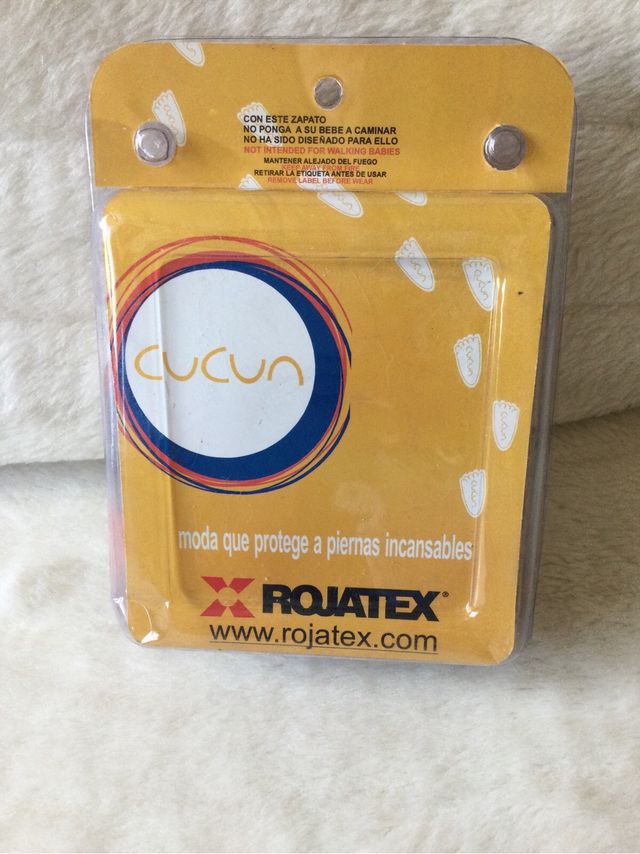 CON ESTE ZAPATO
NO PONGA A SU BEBE A CAMINAR
NO HA SIDO DISEÑADO PARA ELLO
NOT INTENDED FOR WALKING BABIES
MANTENER ALEJADO DEL FUEGO
KEEP AWAY FROM FIRE
RETIRAR LA ETIQUETA ANTES DE USAR
REMOVE LABEL BEFORE WEAR
cucun
moda que protege a piernas incansables
ROJATEX®
www.rojatex.com